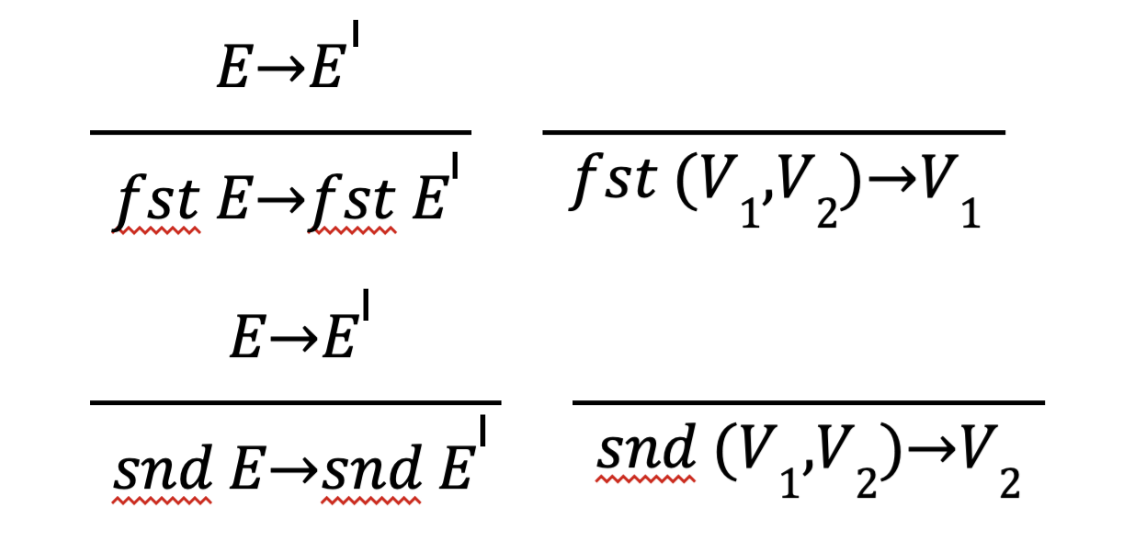 E→E'
fst E→fst E' fst (V₁,V₂)→V₁
E→E'
snd E→snd E' snd (V₁,V₂)→V₂